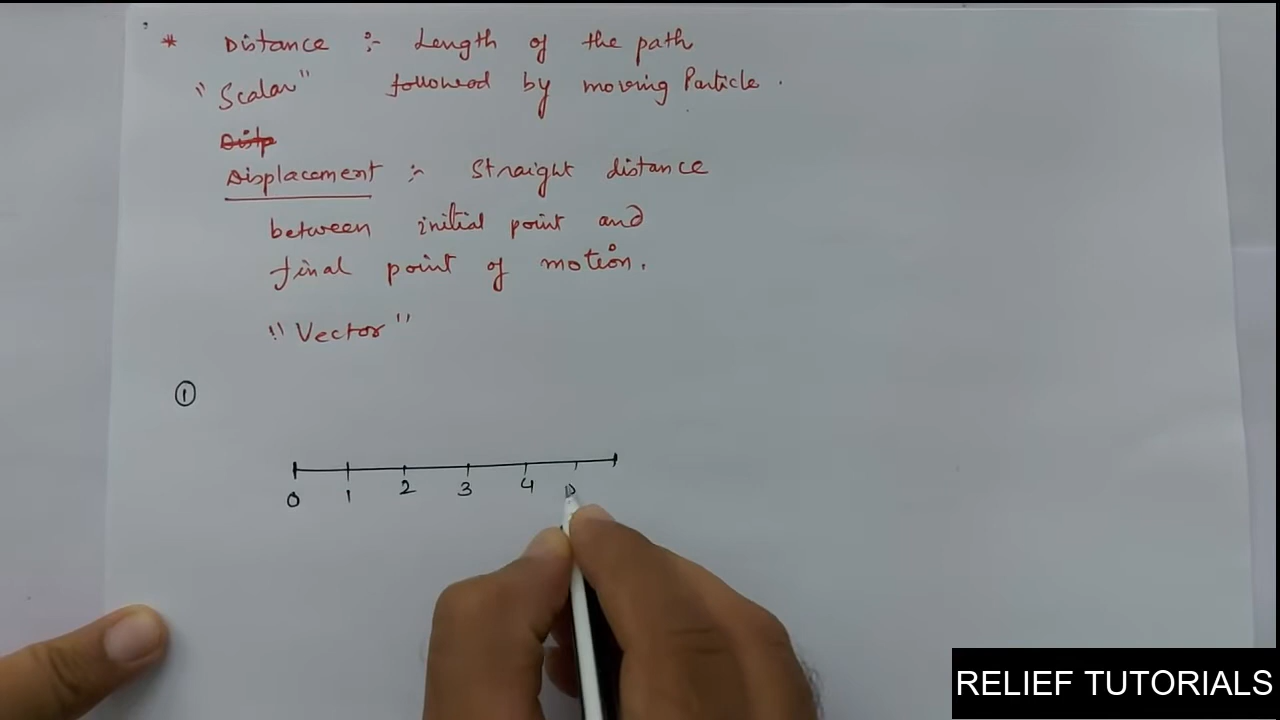 * Distance :- Length of the path
"Scalar" followed by moving Particle.
Disp
Displacement :- Straight distance
between initial point and
final point of motion.
"Vector"
①
0 1 2 3 4
RELIEF TUTORIALS